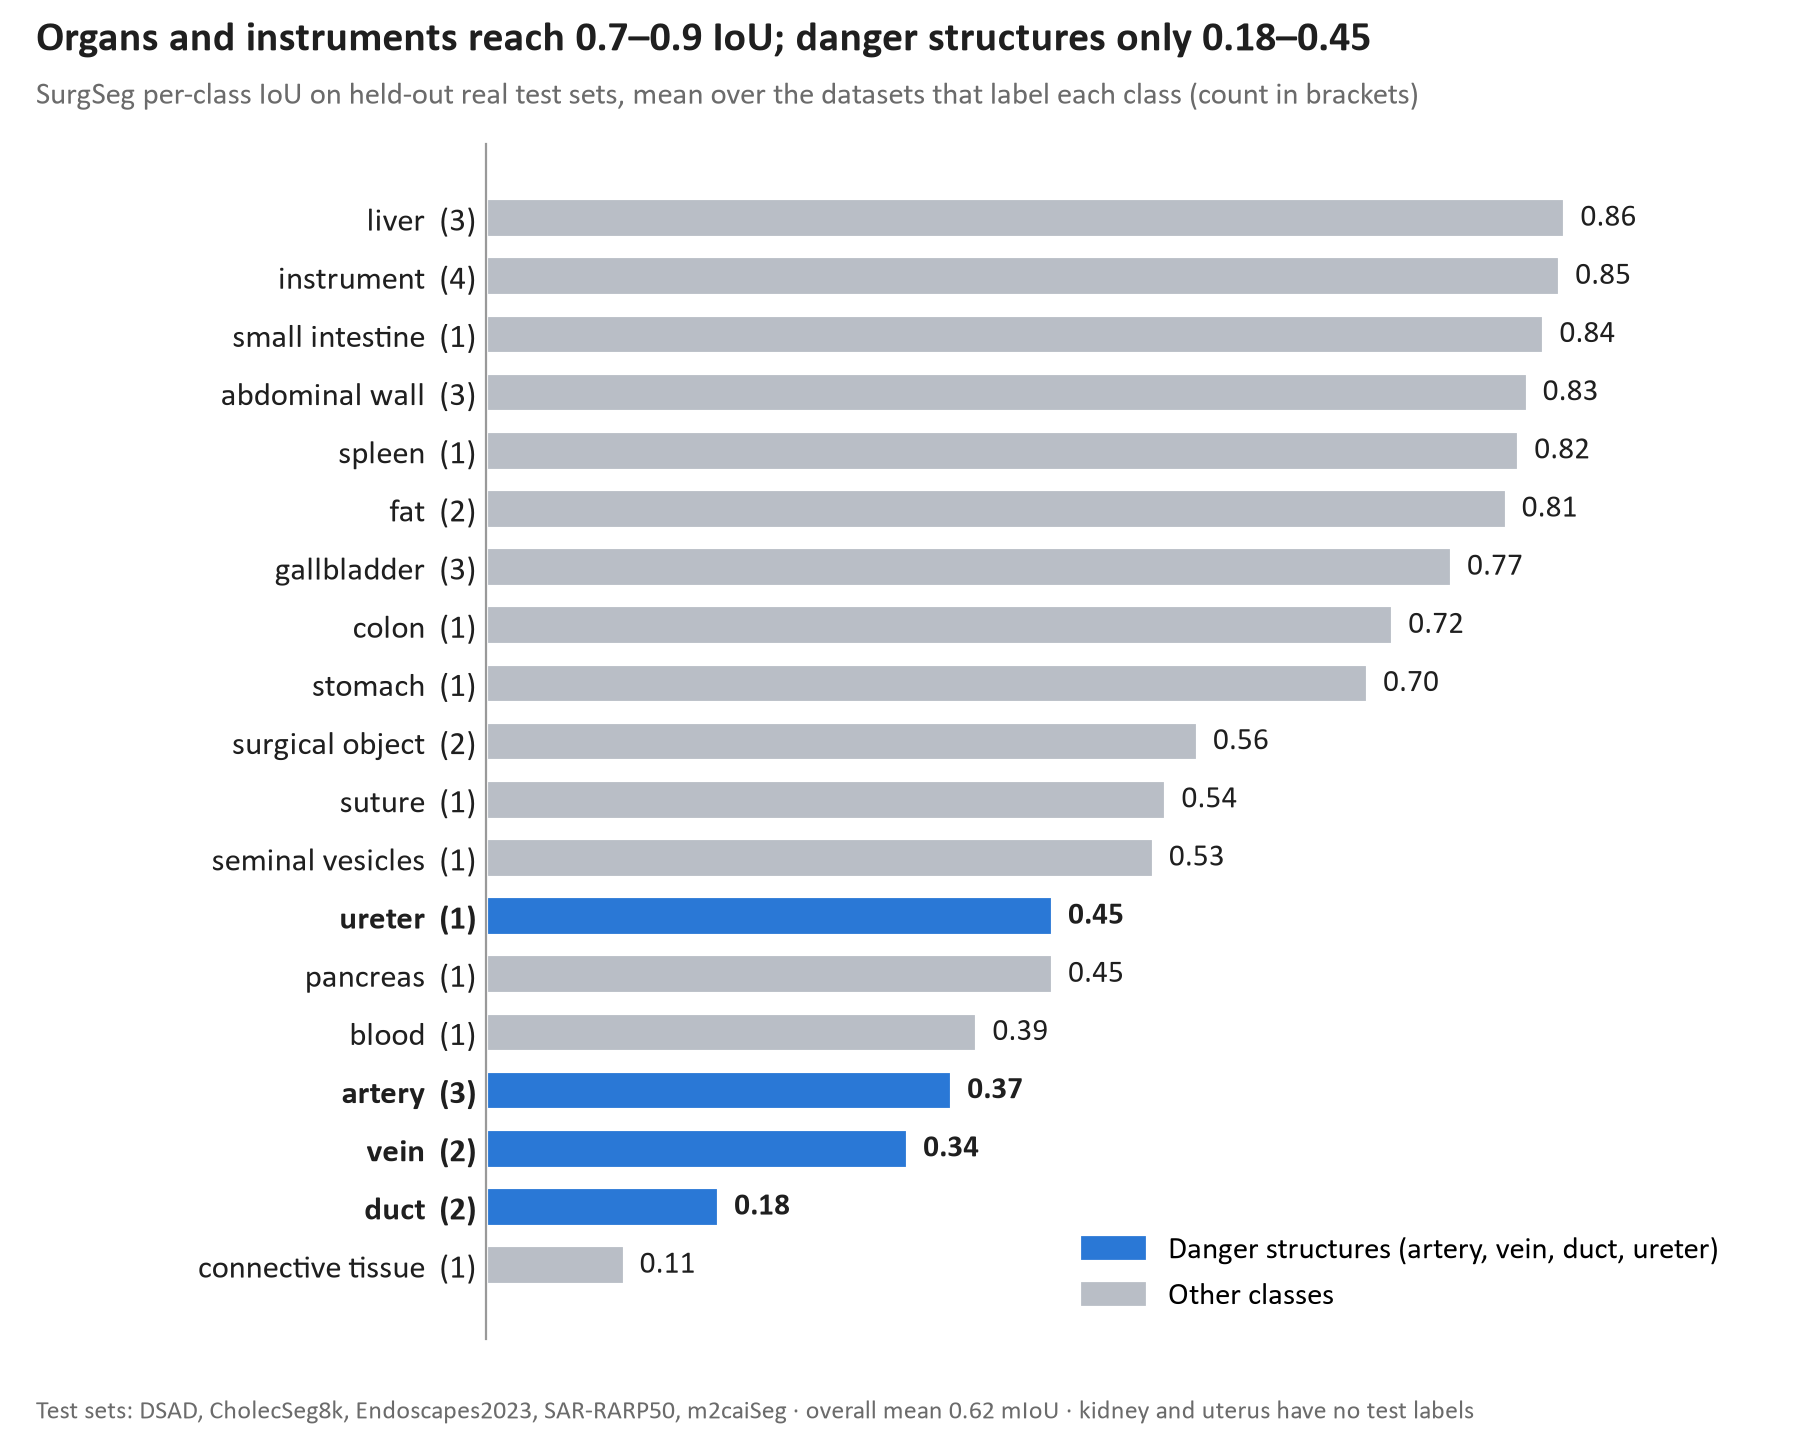 Organs and instruments reach 0.7–0.9 IoU; danger structures only 0.18–0.45
SurgSeg per-class IoU on held-out real test sets, mean over the datasets that label each class (count in brackets)
liver (3) 0.86
instrument (4) 0.85
small intestine (1) 0.84
abdominal wall (3) 0.83
spleen (1) 0.82
fat (2) 0.81
gallbladder (3) 0.77
colon (1) 0.72
stomach (1) 0.70
surgical object (2) 0.56
suture (1) 0.54
seminal vesicles (1) 0.53
ureter (1) 0.45
pancreas (1) 0.45
blood (1) 0.39
artery (3) 0.37
vein (2) 0.34
duct (2) 0.18
connective tissue (1) 0.11
Danger structures (artery, vein, duct, ureter)
Other classes
Test sets: DSAD, CholecSeg8k, Endoscapes2023, SAR-RARP50, m2caiSeg · overall mean 0.62 mIoU · kidney and uterus have no test labels